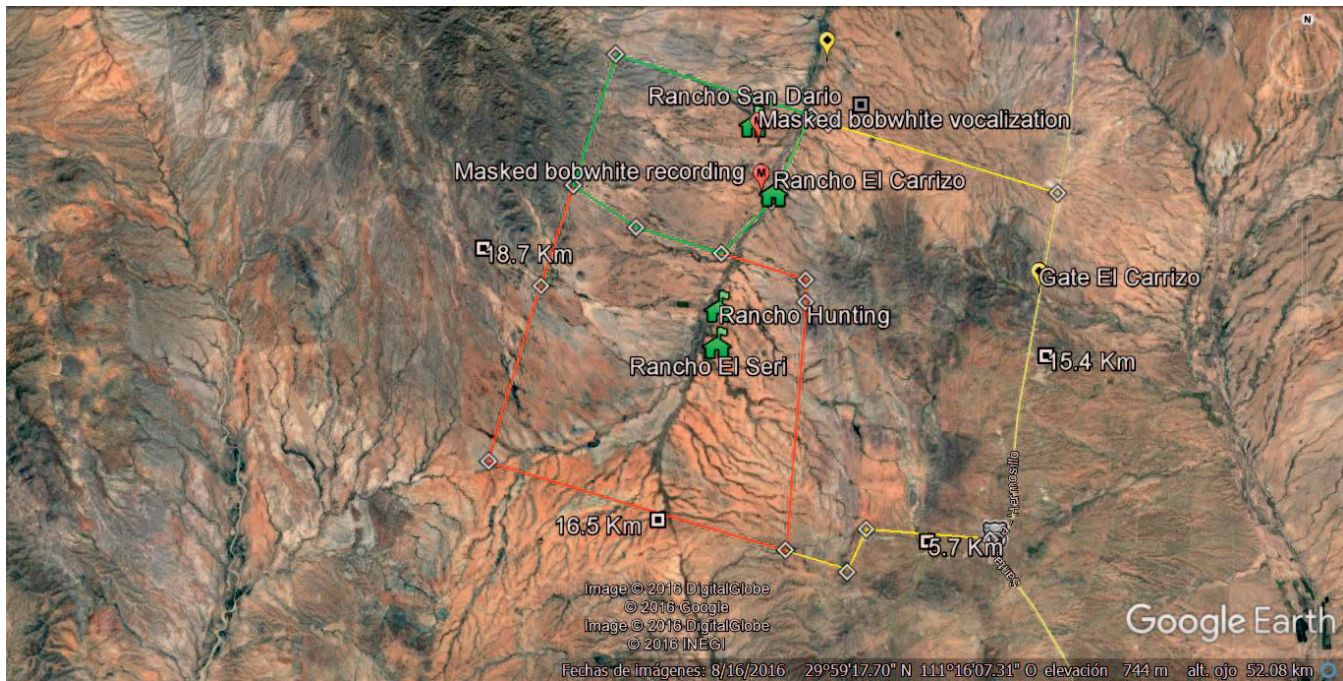 N
Rancho San Dario
Masked bobwhite vocalization
Masked bobwhite recording
M
Rancho El Carrizo
18.7 Km
Gate El Carrizo
Rancho Hunting
15.4 Km
Rancho El Seri
Hermosillo
16.5 Km
5.7 Km
Image © 2016 DigitalGlobe
© 2016 Google
Image © 2016 DigitalGlobe
© 2016 INEGI
Google Earth
Fechas de imágenes: 8/16/2016 29°59'17.70" N 111°16'07.31" O elevación 744 m alt. ojo 52.08 km